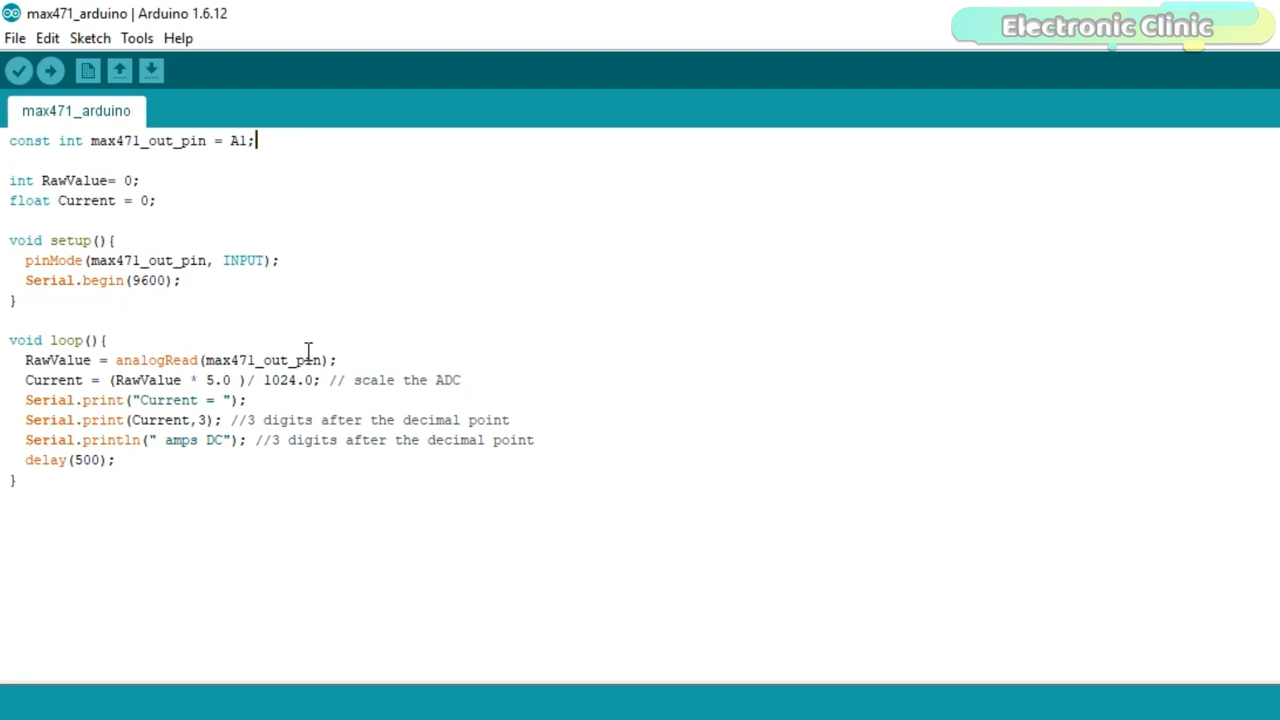 max471_arduino | Arduino 1.6.12
Electronic Clinic
File Edit Sketch Tools Help
max471_arduino
const int max471_out_pin = A1;
int RawValue= 0;
float Current = 0;
void setup(){
pinMode(max471_out_pin, INPUT);
Serial.begin(9600);
}
void loop(){
RawValue = analogRead(max471_out_pin);
Current = (RawValue * 5.0 )/ 1024.0; // scale the ADC
Serial.print("Current = ");
Serial.print(Current,3); //3 digits after the decimal point
Serial.println(" amps DC"); //3 digits after the decimal point
delay(500);
}